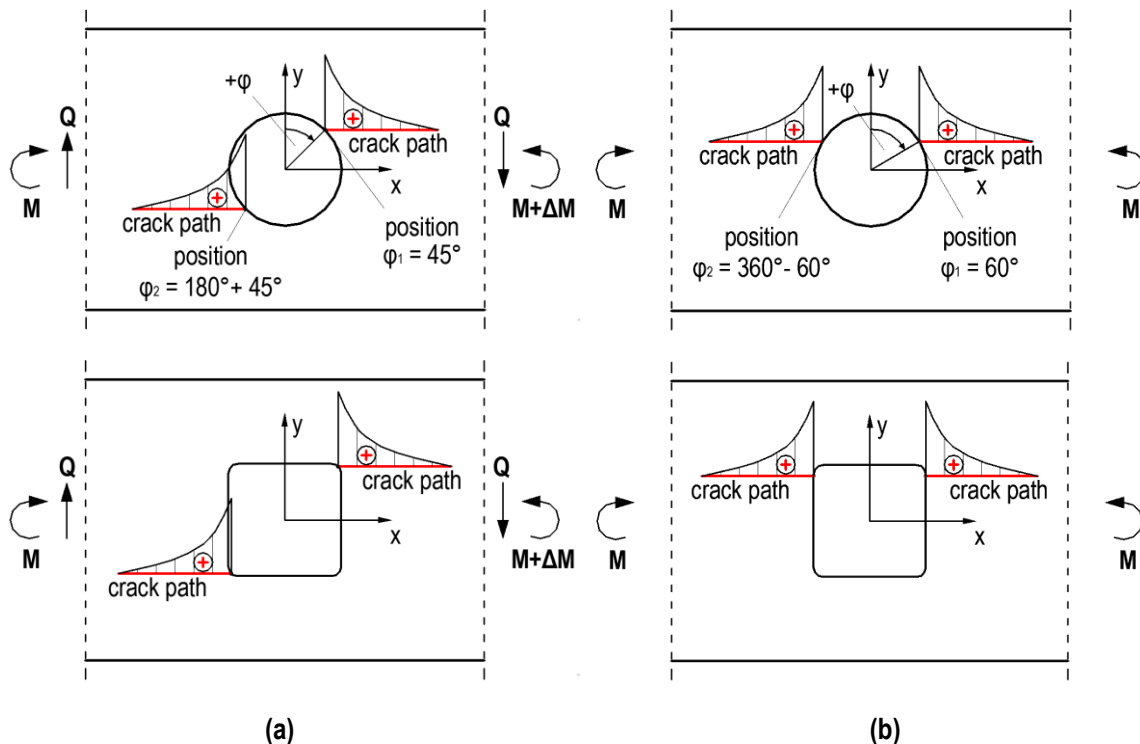 y
+φ
Q
M
x
crack path
crack path
position
φ₁ = 45°
position
φ₂ = 180°+ 45°
Q
M+ΔM
y
+φ
M
x
crack path
crack path
position
φ₂ = 360°- 60°
position
φ₁ = 60°
M
y
Q
M
x
crack path
crack path
Q
M+ΔM
y
M
x
crack path
crack path
M
(a)
(b)